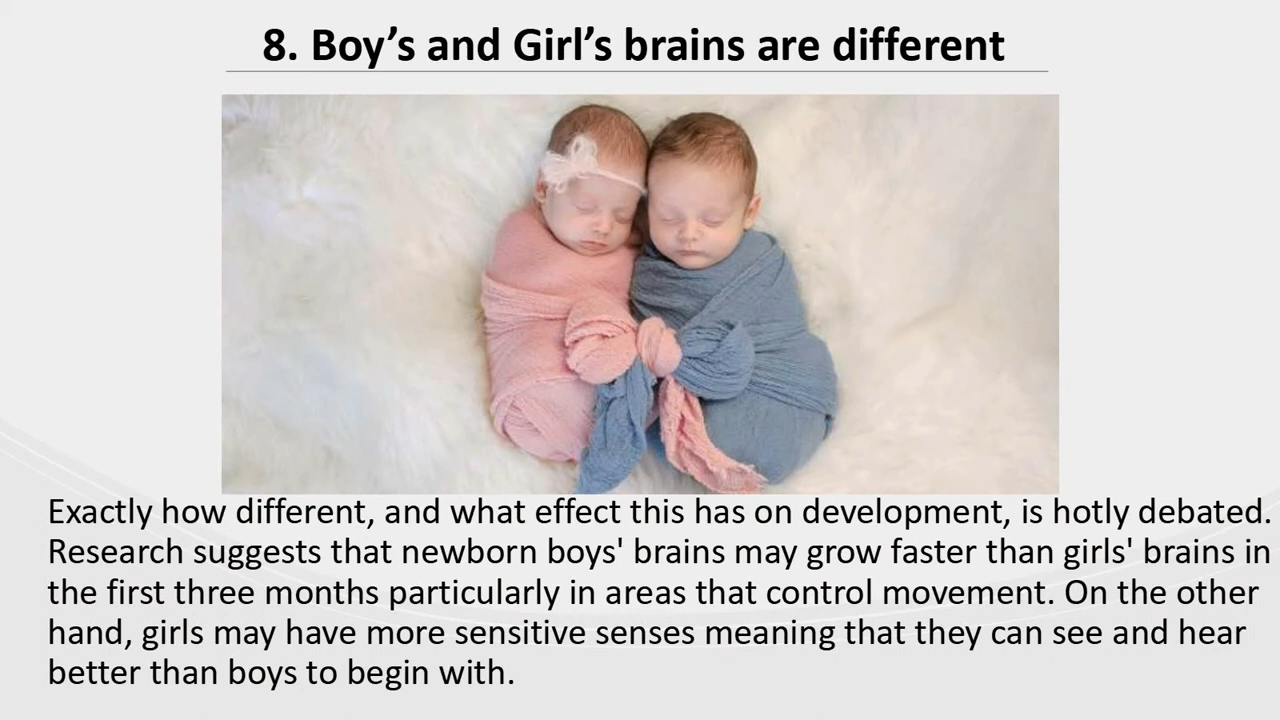 8. Boy’s and Girl’s brains are different
Exactly how different, and what effect this has on development, is hotly debated.
Research suggests that newborn boys' brains may grow faster than girls' brains in
the first three months particularly in areas that control movement. On the other
hand, girls may have more sensitive senses meaning that they can see and hear
better than boys to begin with.